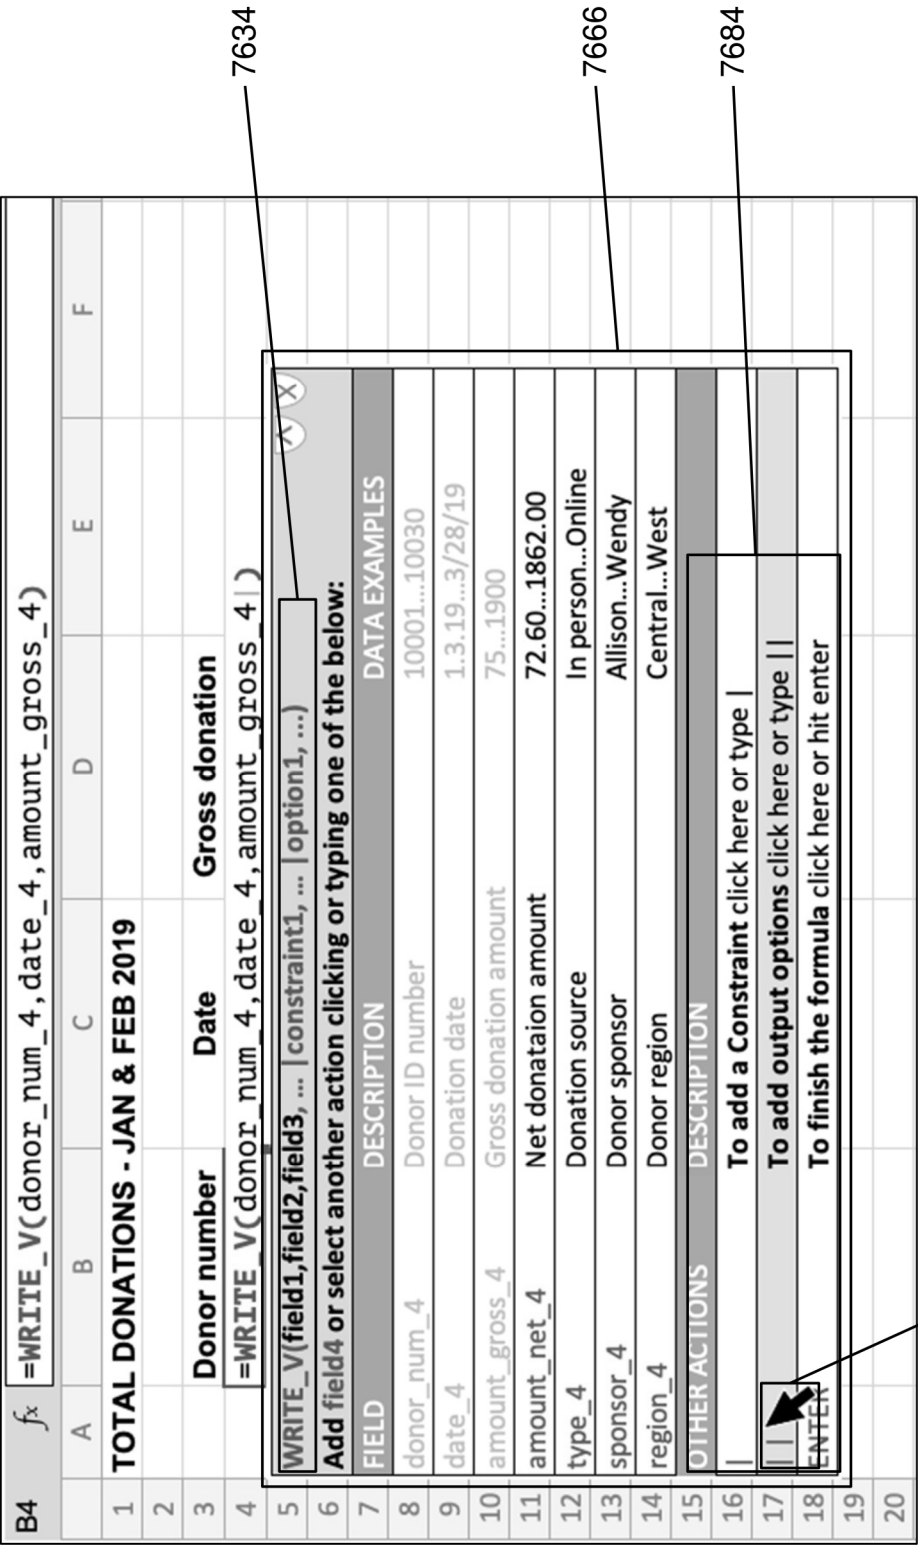 7634
7666
7684
B4 fx =WRITE_V(donor_num_4,date_4,amount_gross_4)
A B C D E F
1 TOTAL DONATIONS - JAN & FEB 2019
2
3 Donor number Date Gross donation
4 =WRITE_V(donor_num_4,date_4,amount_gross_4|)
5 WRITE_V(field1,field2,field3, ... |constraint1, ... |option1, ...) ^ X
6 Add field4 or select another action clicking or typing one of the below:
7 FIELD DESCRIPTION DATA EXAMPLES
8 donor_num_4 Donor ID number 10001...10030
9 date_4 Donation date 1.3.19...3/28/19
10 amount_gross_4 Gross donation amount 75...1900
11 amount_net_4 Net donataion amount 72.60...1862.00
12 type_4 Donation source In person...Online
13 sponsor_4 Donor sponsor Allison...Wendy
14 region_4 Donor region Central...West
15 OTHER ACTIONS DESCRIPTION
16 | To add a Constraint click here or type |
17 || To add output options click here or type ||
18 ENTER To finish the formula click here or hit enter
19
20